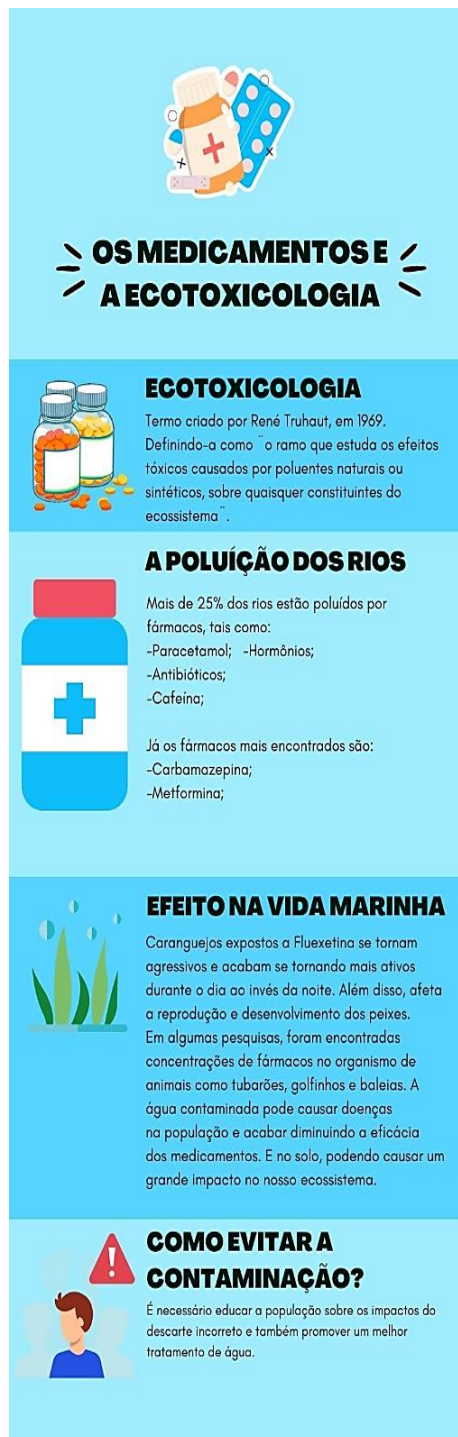 OS MEDICAMENTOS E
A ECOTOXICOLOGIA
ECOTOXICOLOGIA
Termo criado por René Truhaut, em 1969.
Definindo-a como ¨o ramo que estuda os efeitos
tóxicos causados por poluentes naturais ou
sintéticos, sobre quaisquer constituintes do
ecossistema¨.
A POLUÍÇÃO DOS RIOS
Mais de 25% dos rios estão poluídos por
fármacos, tais como:
-Paracetamol; -Hormônios;
-Antibióticos;
-Cafeína;
Já os fármacos mais encontrados são:
-Carbamazepina;
-Metformina;
EFEITO NA VIDA MARINHA
Caranguejos expostos a Fluexetina se tornam
agressivos e acabam se tornando mais ativos
durante o dia ao invés da noite. Além disso, afeta
a reprodução e desenvolvimento dos peixes.
Em algumas pesquisas, foram encontradas
concentrações de fármacos no organismo de
animais como tubarões, golfinhos e baleias. A
água contaminada pode causar doenças
na população e acabar diminuindo a eficácia
dos medicamentos. E no solo, podendo causar um
grande impacto no nosso ecossistema.
COMO EVITAR A
CONTAMINAÇÃO?
É necessário educar a população sobre os impactos do
descarte incorreto e também promover um melhor
tratamento de água.